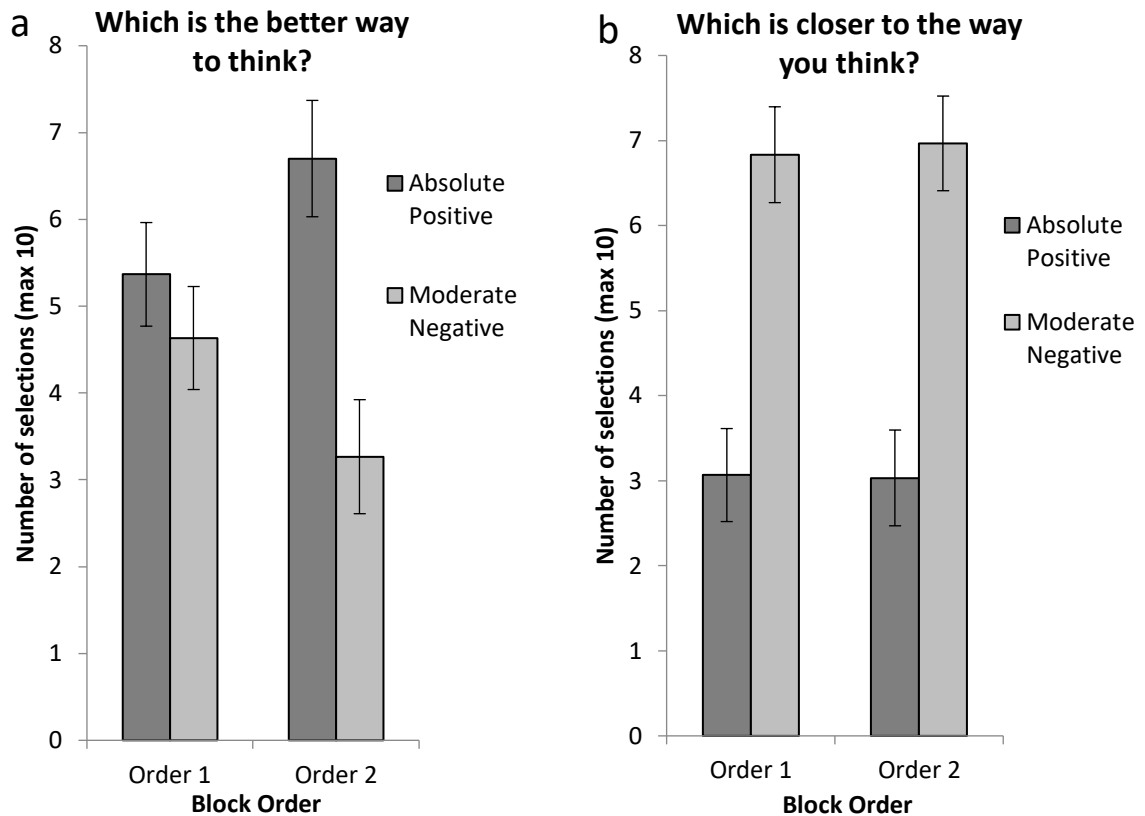 a
Which is the better way
to think?
8
7
6
5
4
3
2
1
0
Number of selections (max 10)
Order 1
Order 2
Block Order
Absolute
Positive
Moderate
Negative
b
Which is closer to the way
you think?
8
7
6
5
4
3
2
1
0
Number of selections (max 10)
Order 1
Order 2
Block Order
Absolute
Positive
Moderate
Negative